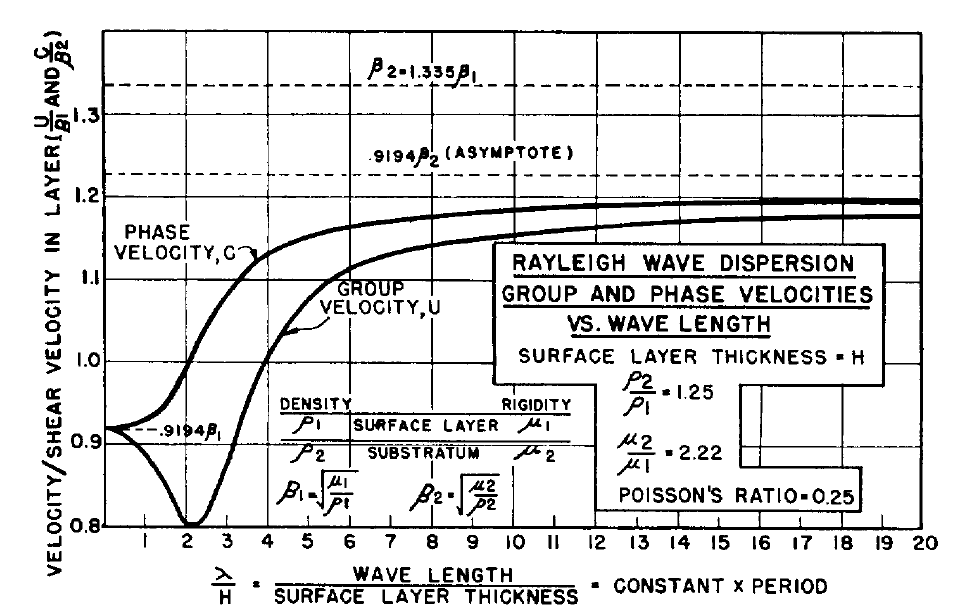 VELOCITY/SHEAR VELOCITY IN LAYER (U/β1 AND C/β2)
β2=1.335β1
.9194β2 (ASYMPTOTE)
1.3
1.2
1.1
1.0
0.9
0.8
PHASE
VELOCITY, C
GROUP
VELOCITY, U
.9194β1
RAYLEIGH WAVE DISPERSION
GROUP AND PHASE VELOCITIES
VS. WAVE LENGTH
SURFACE LAYER THICKNESS = H
ρ2/ρ1 = 1.25
μ2/μ1 = 2.22
POISSON'S RATIO=0.25
DENSITY RIGIDITY
ρ1 SURFACE LAYER μ1
ρ2 SUBSTRATUM μ2
β1=√μ1/ρ1 β2=√μ2/ρ2
1 2 3 4 5 6 7 8 9 10 11 12 13 14 15 16 17 18 19 20
λ/H = WAVE LENGTH/SURFACE LAYER THICKNESS = CONSTANT X PERIOD